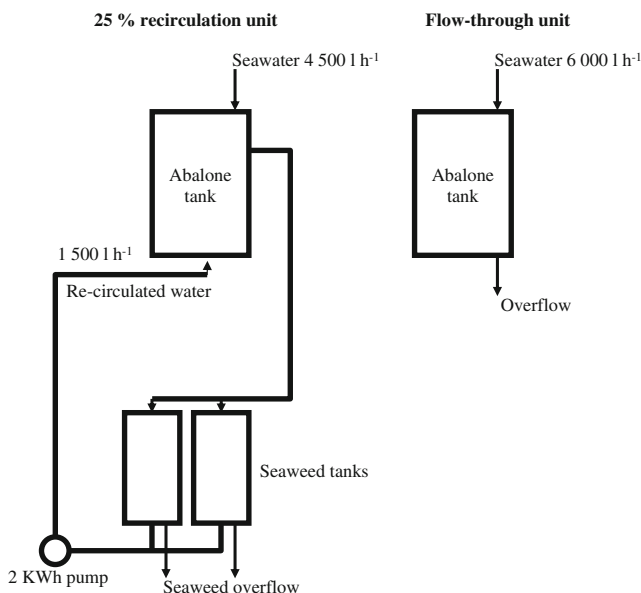 25 % recirculation unit
Flow-through unit
Seawater 4 500 l h-1
Seawater 6 000 l h-1
Abalone
tank
Abalone
tank
1 500 l h-1
Re-circulated water
Overflow
Seaweed tanks
2 KWh pump
Seaweed overflow